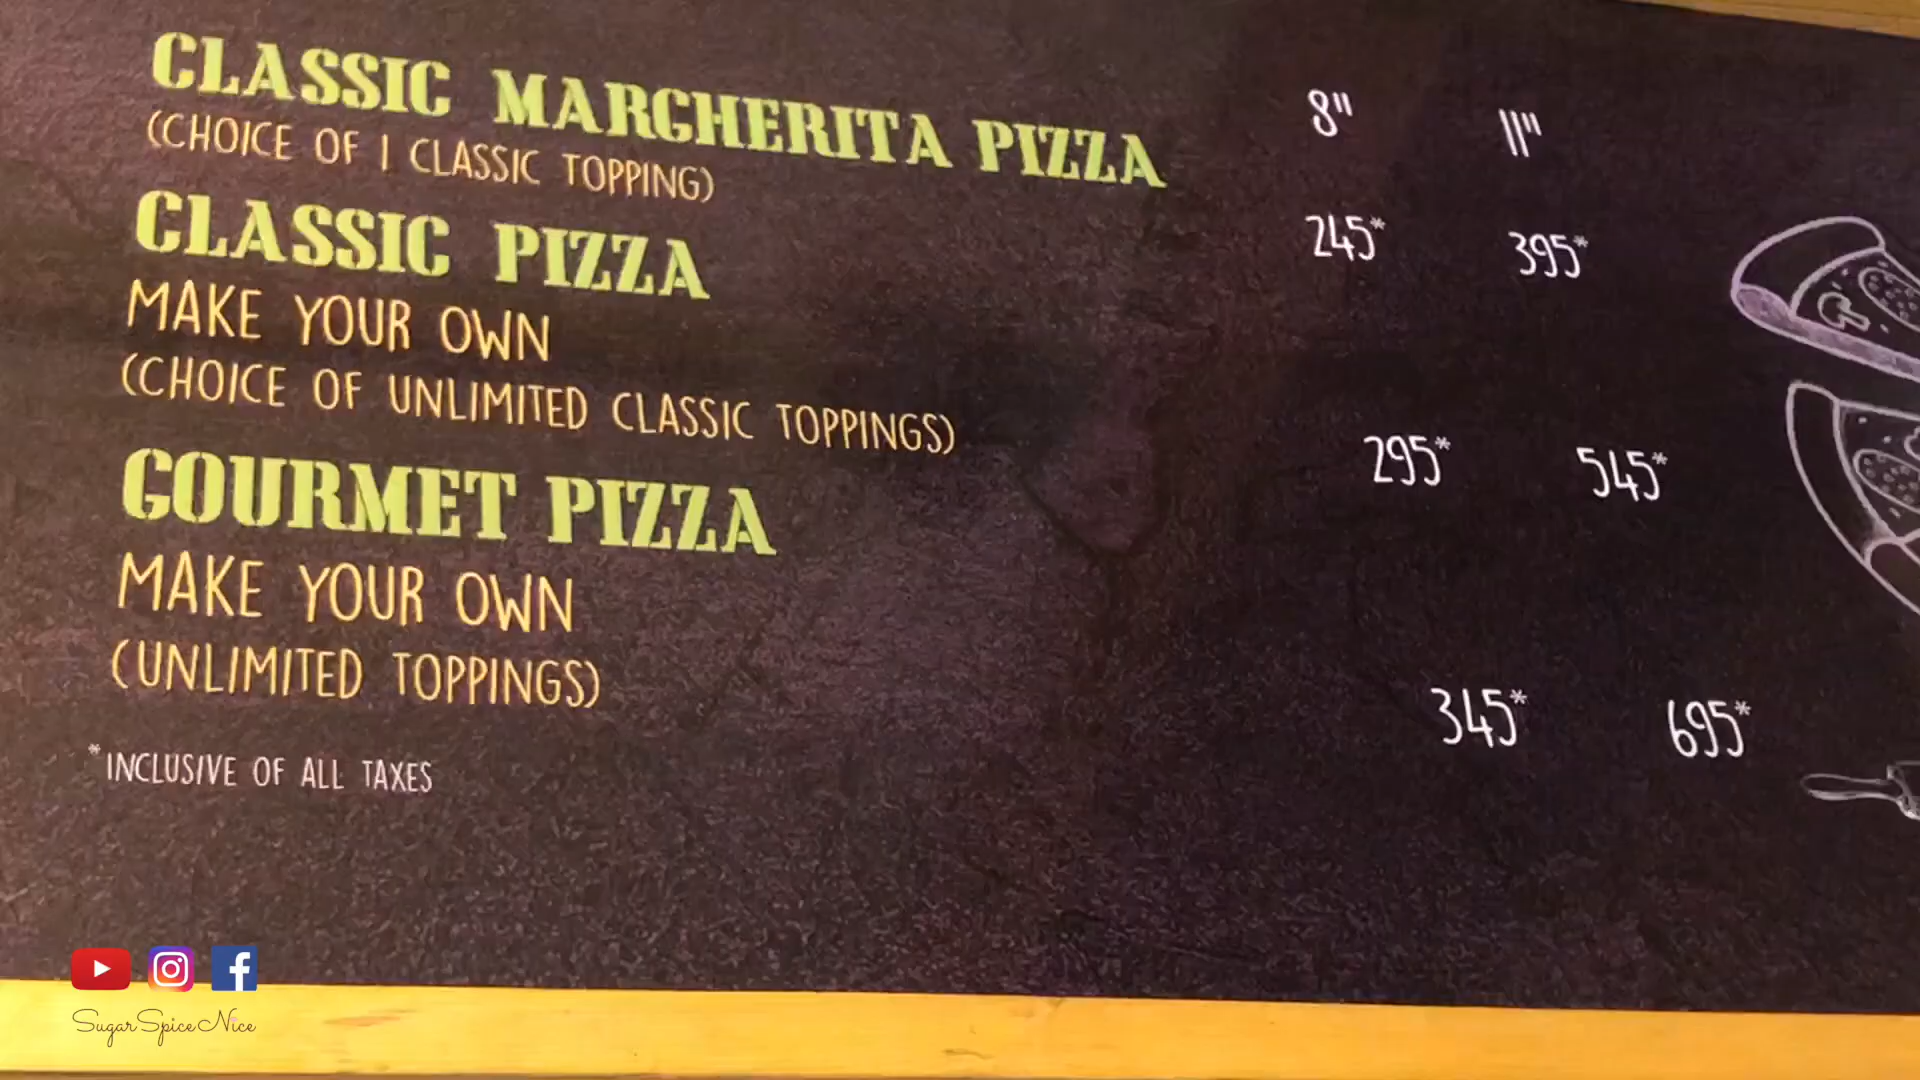 CLASSIC MARGHERITA PIZZA 8" 11"
(CHOICE OF 1 CLASSIC TOPPING) 245* 395*
CLASSIC PIZZA
MAKE YOUR OWN
(CHOICE OF UNLIMITED CLASSIC TOPPINGS) 295* 545*
GOURMET PIZZA
MAKE YOUR OWN
(UNLIMITED TOPPINGS) 345* 695*
*INCLUSIVE OF ALL TAXES
SugarSpiceNice